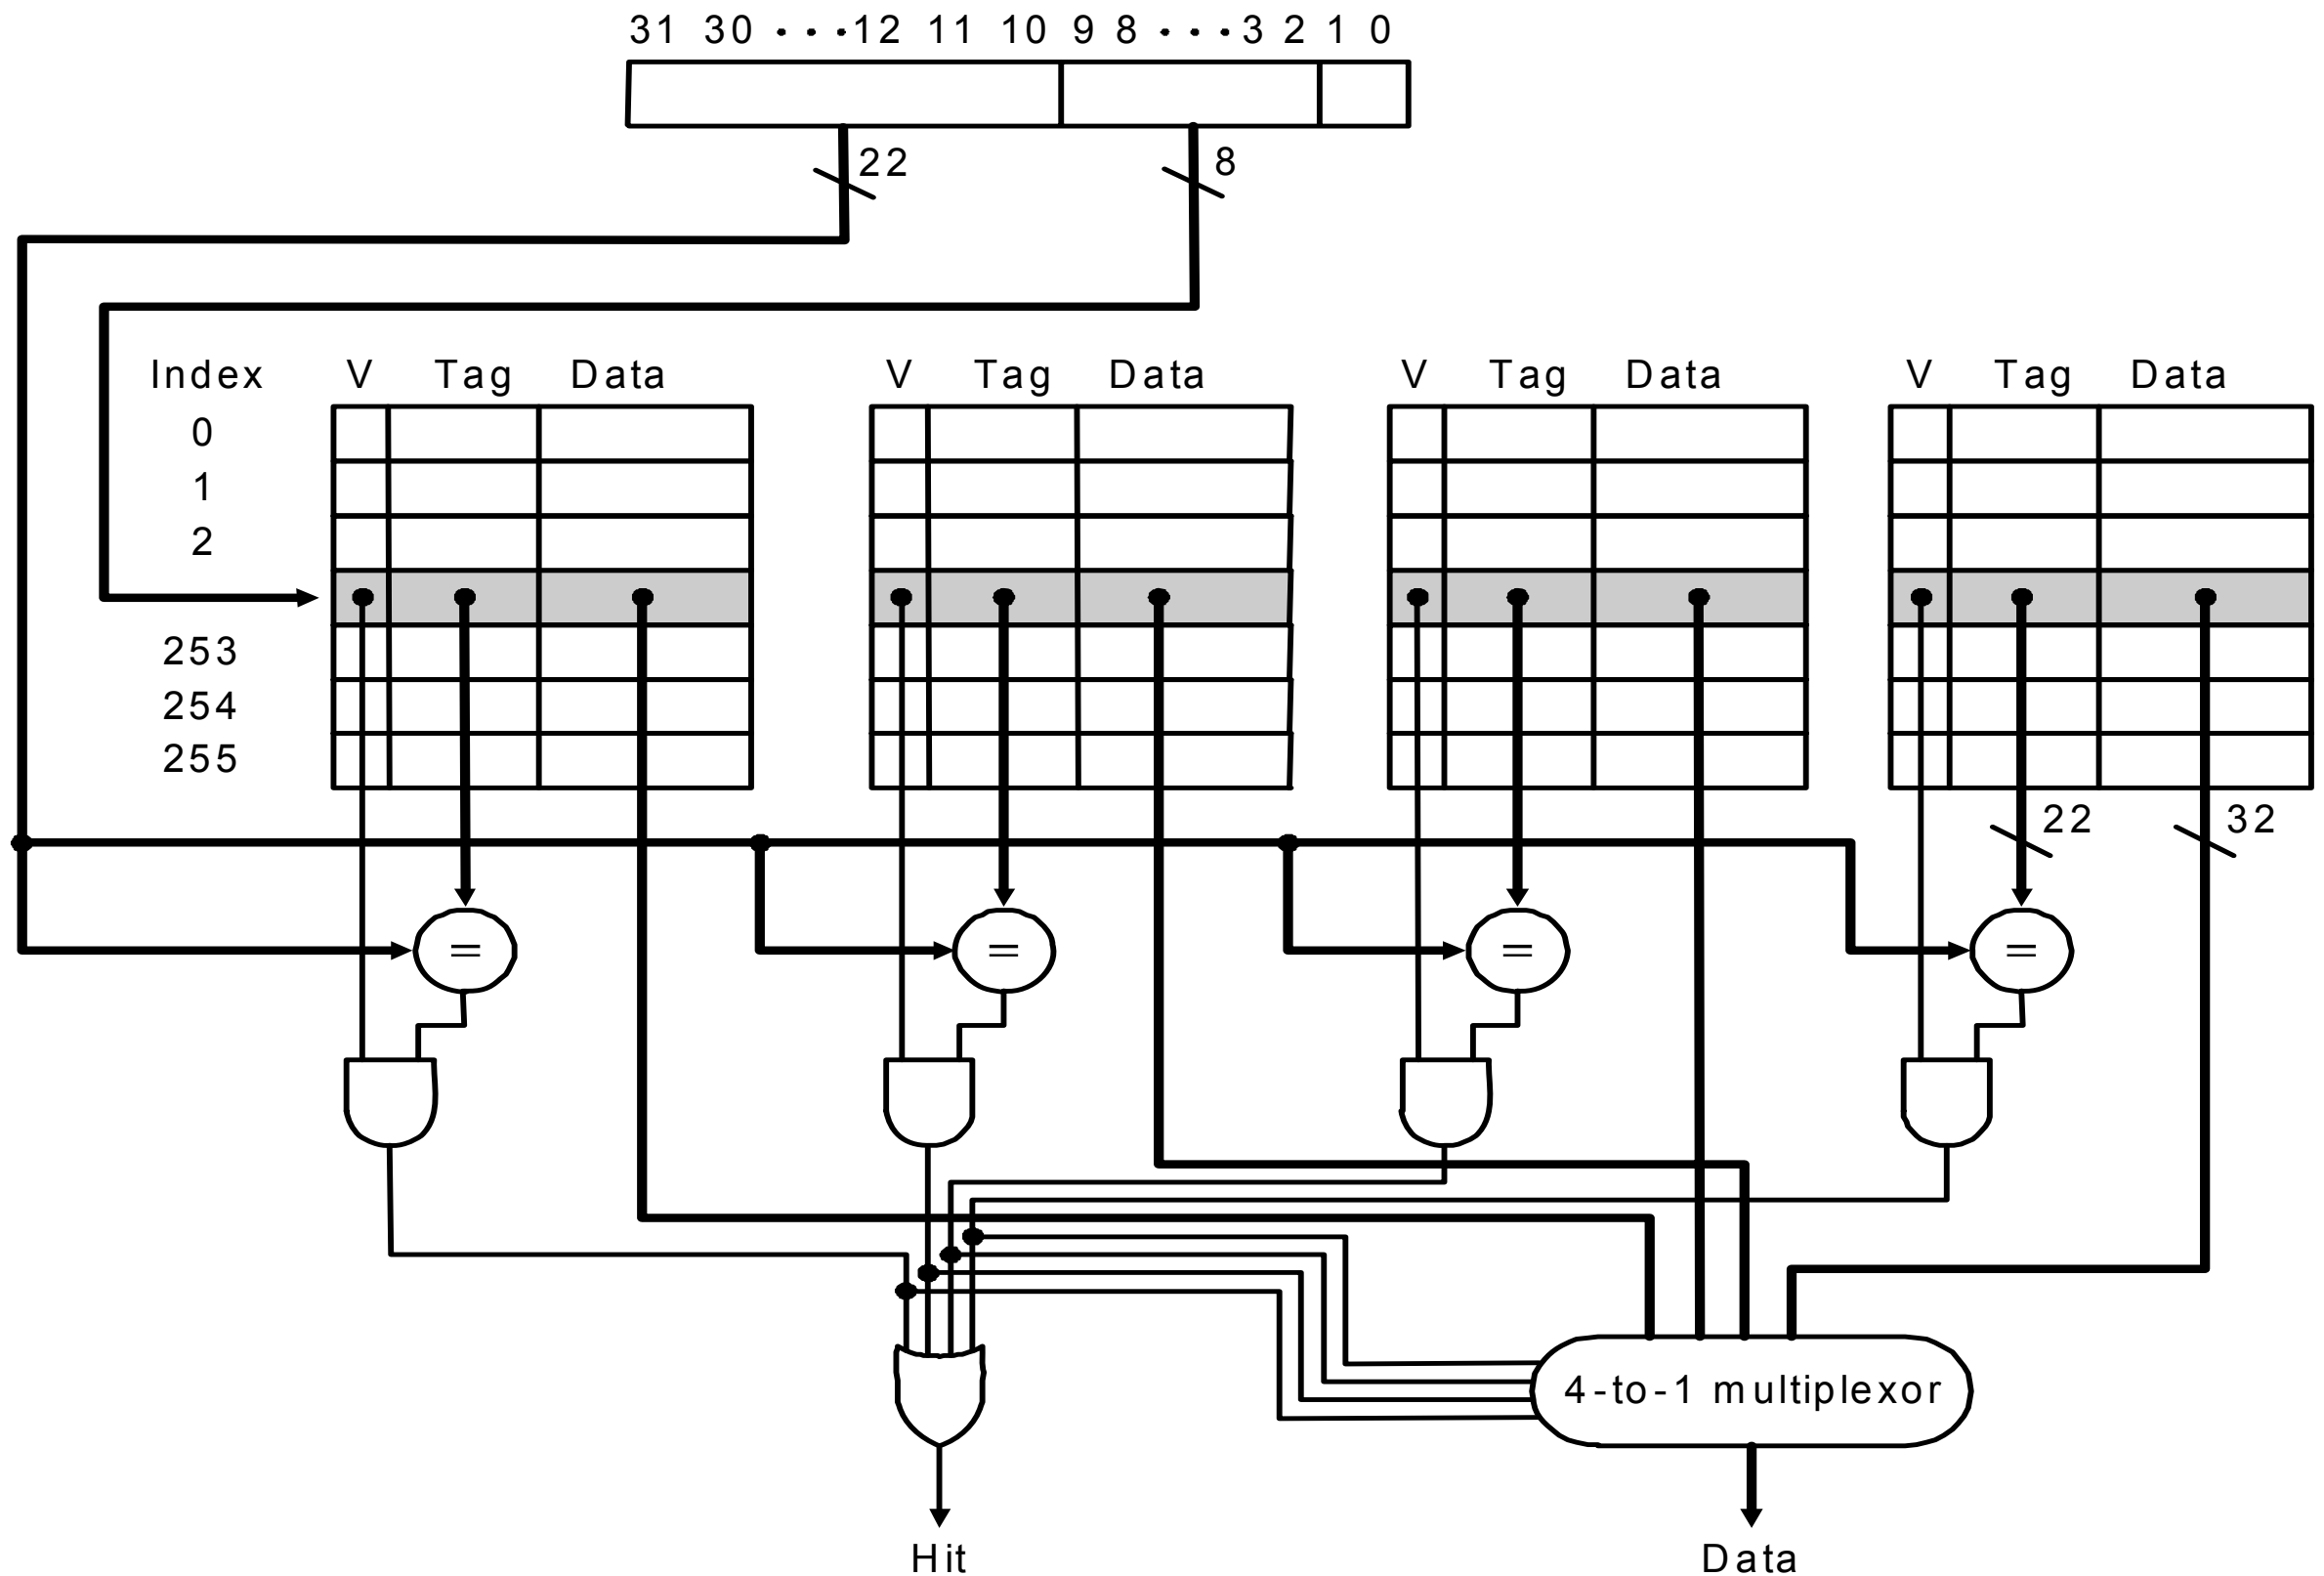 31 30 • • •12 11 10 9 8 • • •3 2 1 0
22 8
Index V Tag Data V Tag Data V Tag Data V Tag Data
0
1
2
253
254
255
22 32
= = = =
4-to-1 multiplexor
Hit Data